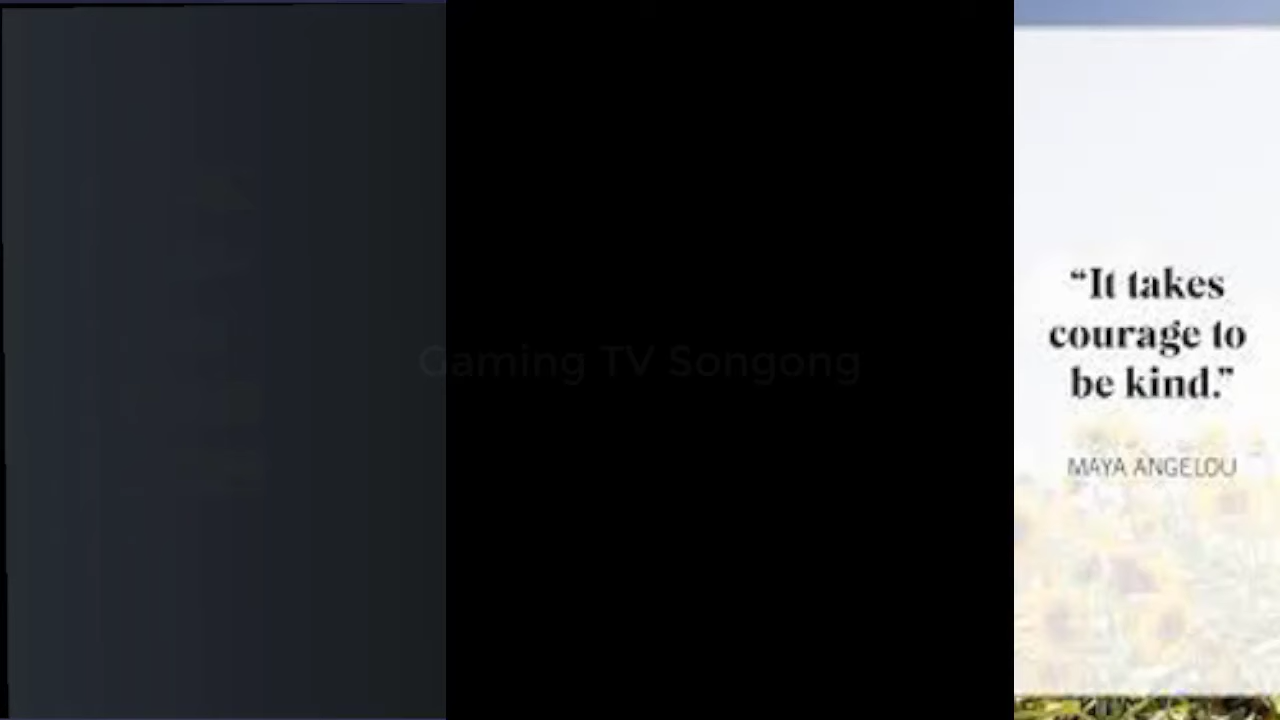 Gaming TV Songong
“It takes
courage to
be kind.”
MAYA ANGELOU